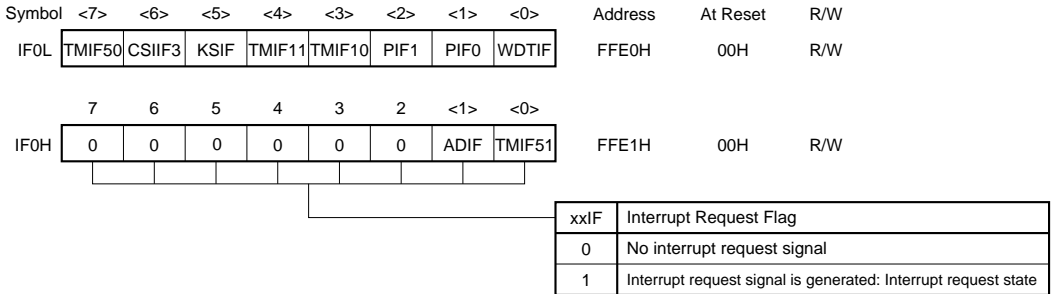 Symbol <7> <6> <5> <4> <3> <2> <1> <0> Address At Reset R/W
IF0L TMIF50 CSIIF3 KSIF TMIF11 TMIF10 PIF1 PIF0 WDTIF FFE0H 00H R/W
7 6 5 4 3 2 <1> <0>
IF0H 0 0 0 0 0 0 ADIF TMIF51 FFE1H 00H R/W
xxIF Interrupt Request Flag
0 No interrupt request signal
1 Interrupt request signal is generated: Interrupt request state